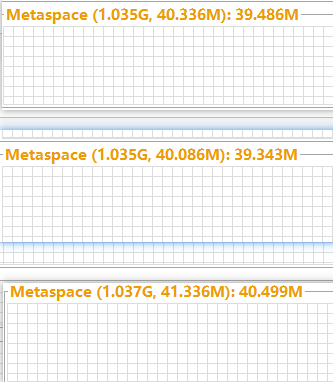 Metaspace (1.035G, 40.336M): 39.486M
Metaspace (1.035G, 40.086M): 39.343M
Metaspace (1.037G, 41.336M): 40.499M